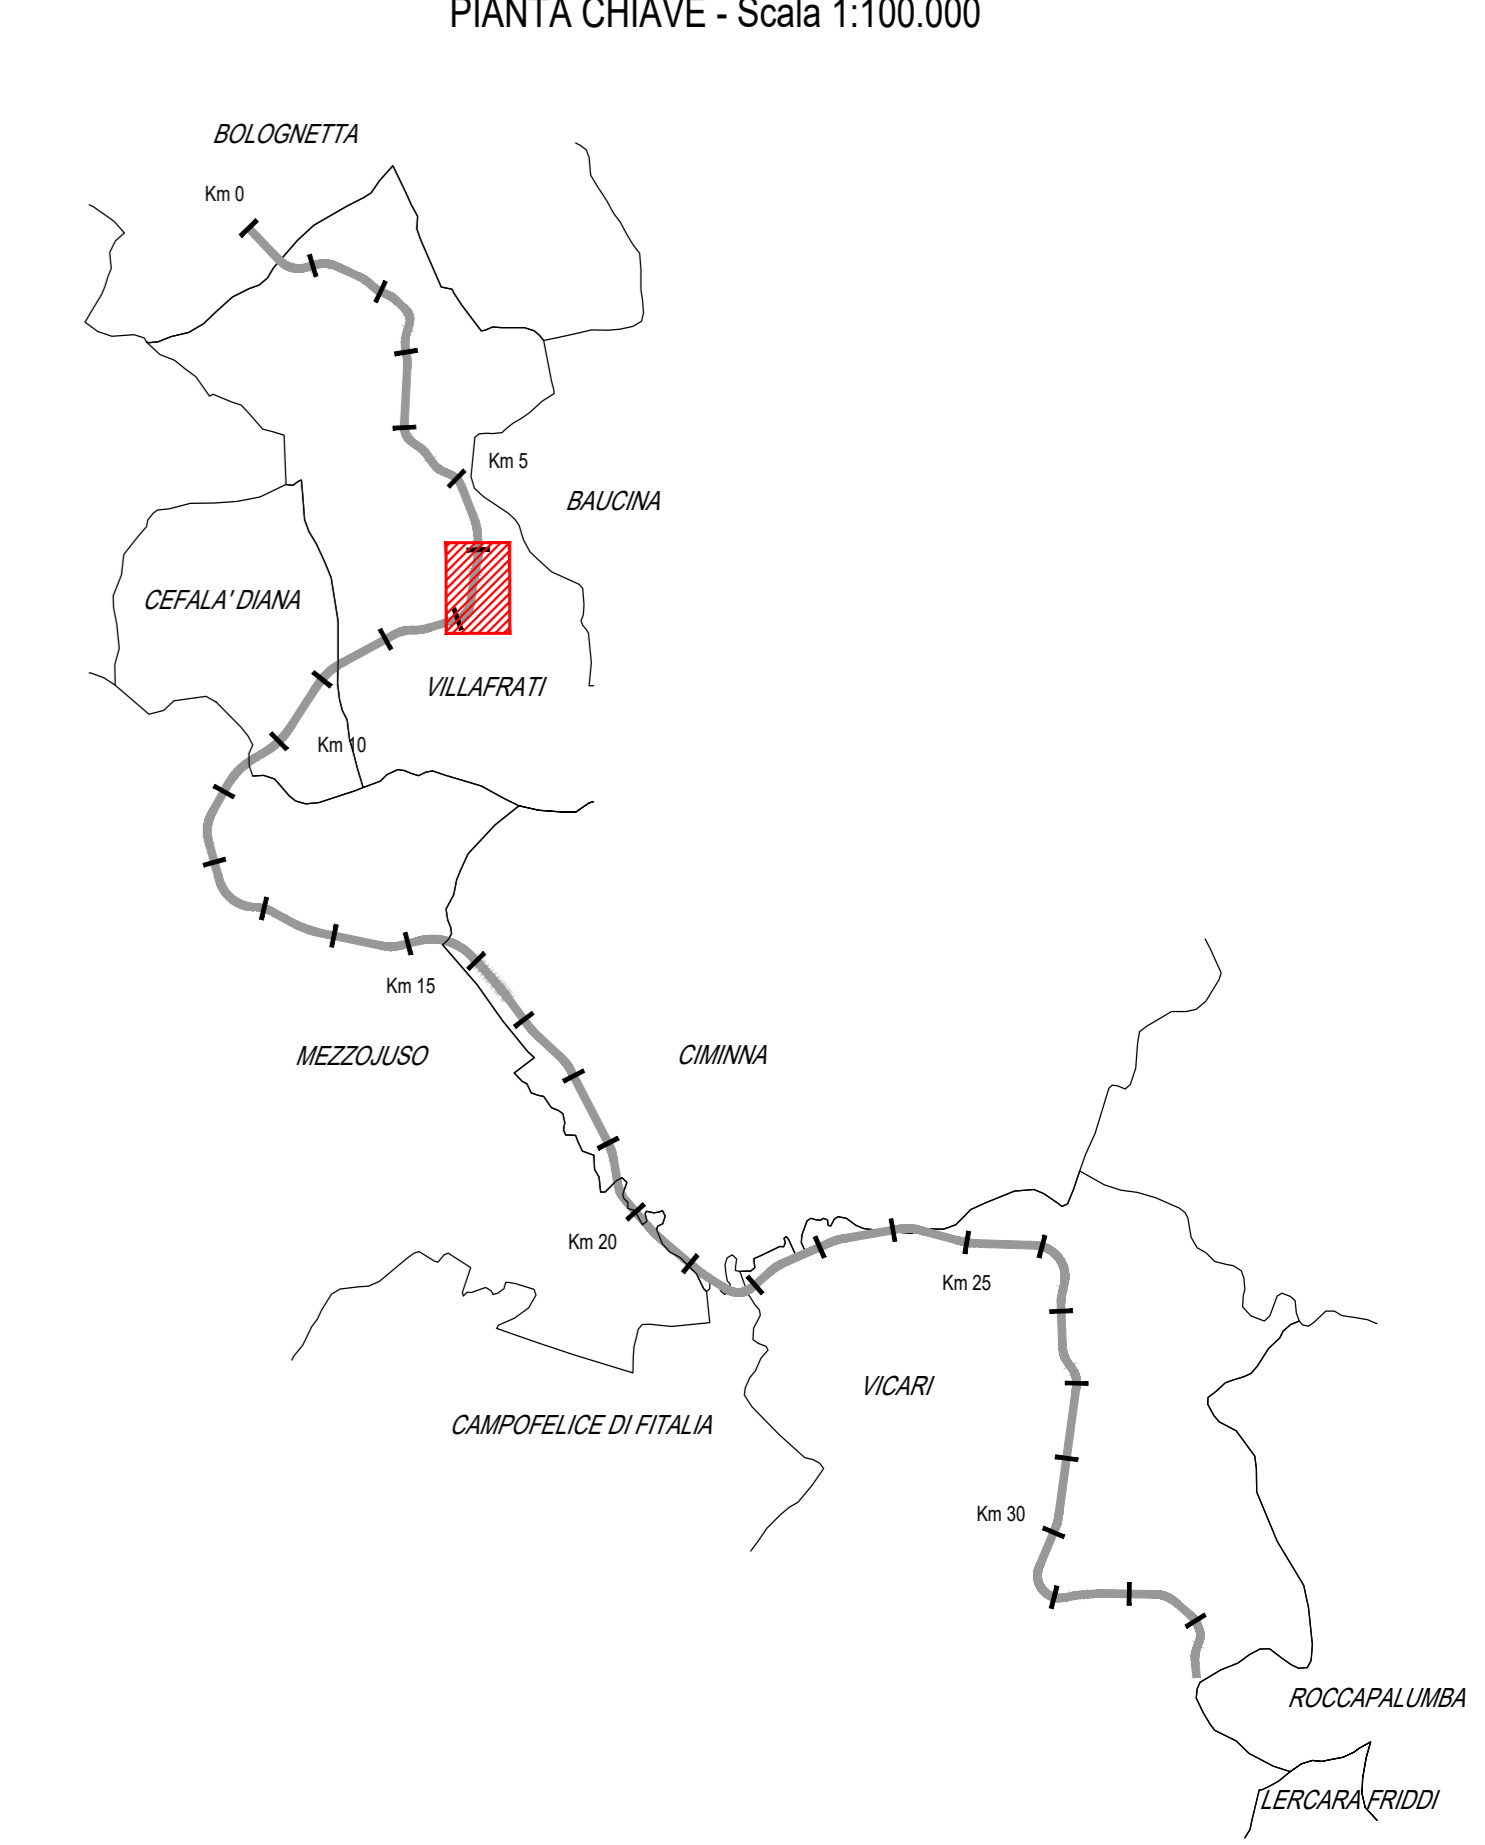 PIANTA CHIAVE - Scala 1:100.000
BOLOGNETTA
Km 0
Km 5
BAUCINA
CEFALA' DIANA
VILLAFRATI
Km 10
Km 15
MEZZOJUSO
CIMINNA
Km 20
Km 25
VICARI
CAMPOFELICE DI FITALIA
Km 30
ROCCAPALUMBA
LERCARA FRIDDI